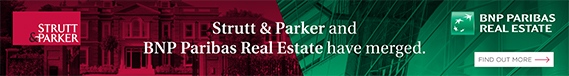 STRUTT
& PARKER
Strutt & Parker and
BNP Paribas Real Estate have merged.
BNP PARIBAS
REAL ESTATE
FIND OUT MORE